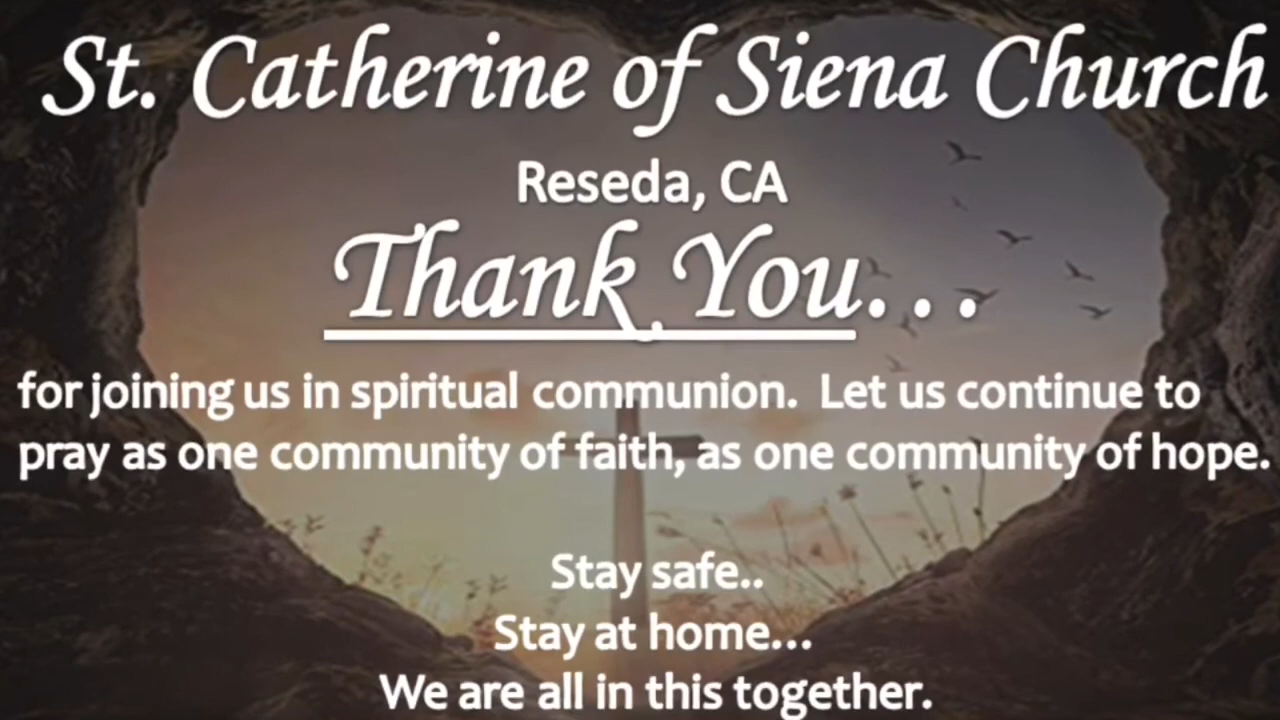 St. Catherine of Siena Church
Reseda, CA
Thank You...
for joining us in spiritual communion. Let us continue to
pray as one community of faith, as one community of hope.
Stay safe..
Stay at home...
We are all in this together.